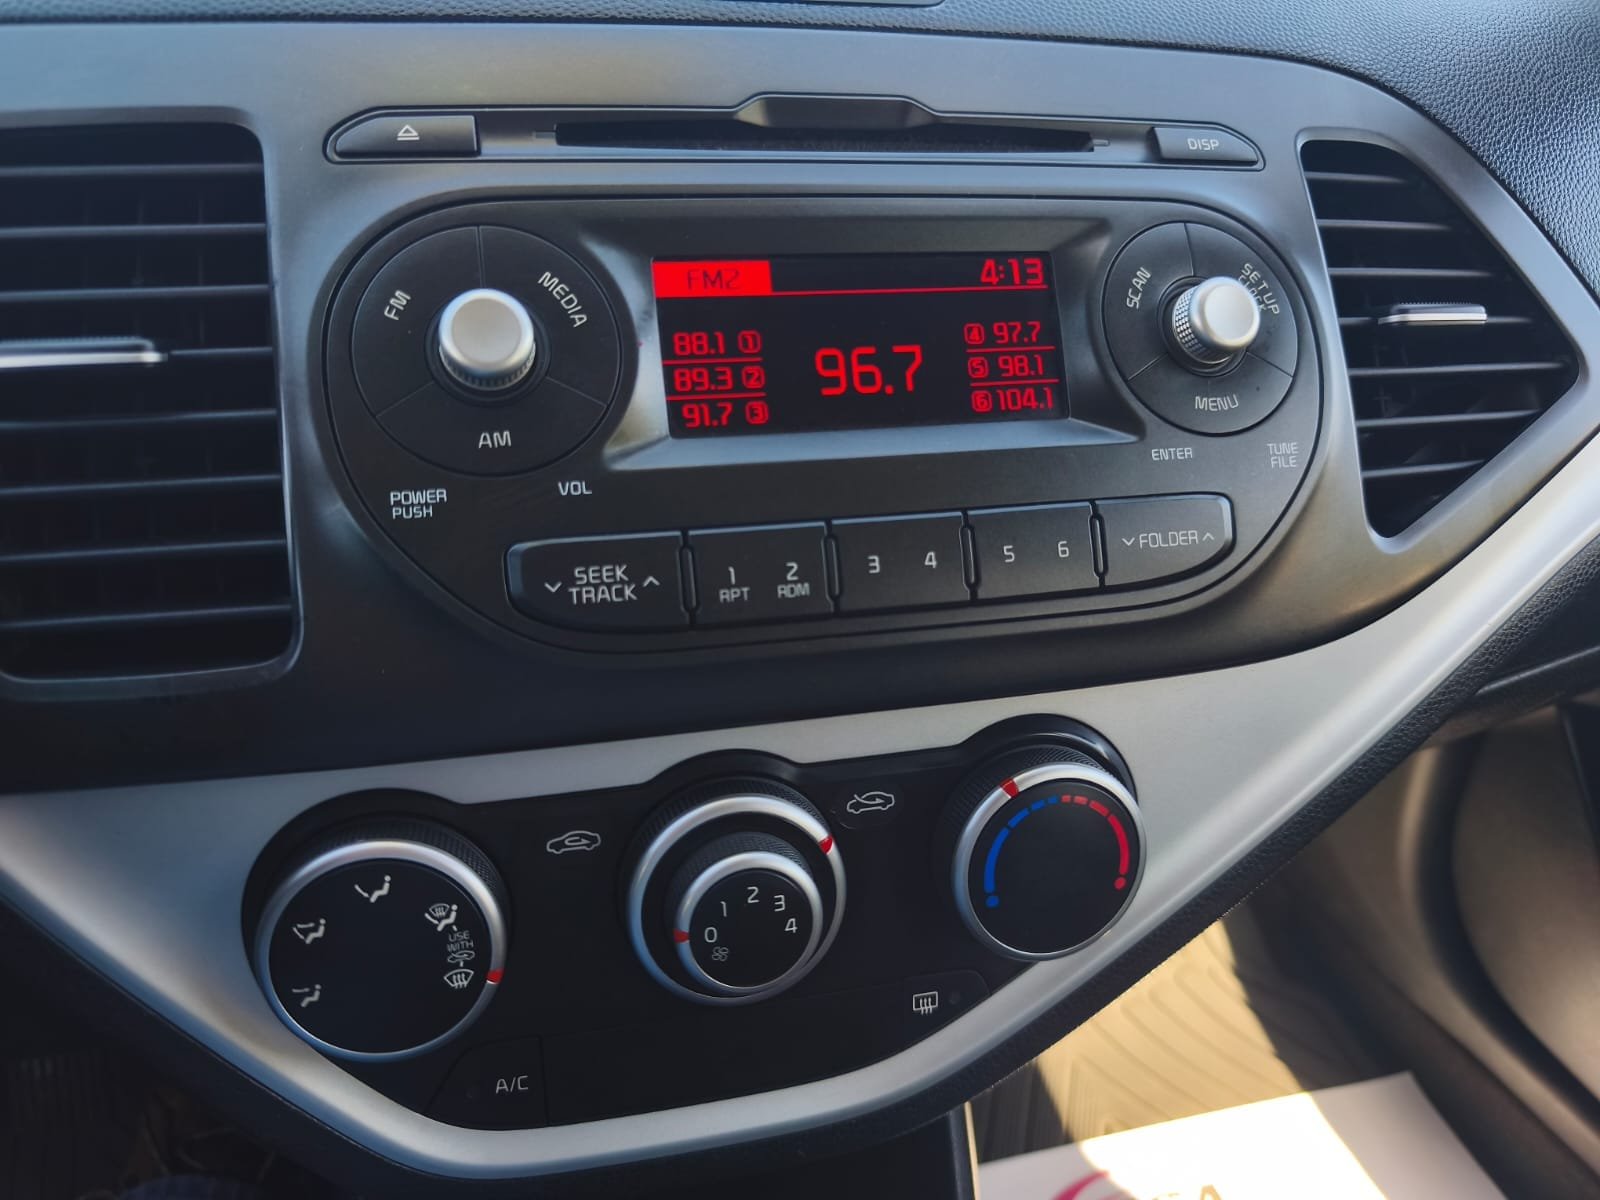 DISP
FM
MEDIA
AM
POWER
PUSH
VOL
FM2 4:13
88.1 1
89.3 2
91.7 3
96.7
4 97.7
5 98.1
6 104.1
SCAN
SETUP
CLOCK
MENU
ENTER
TUNE
FILE
SEEK
TRACK
1
RPT
2
RDM
3 4
5 6
FOLDER
USE
WITH
0 1 2 3 4
A/C